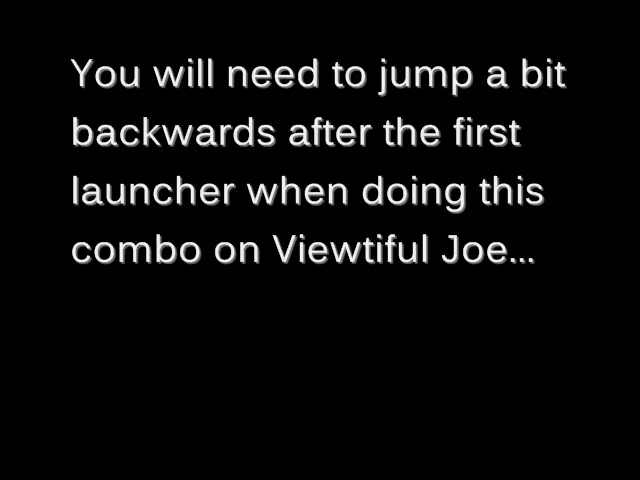 You will need to jump a bit
backwards after the first
launcher when doing this
combo on Viewtiful Joe...